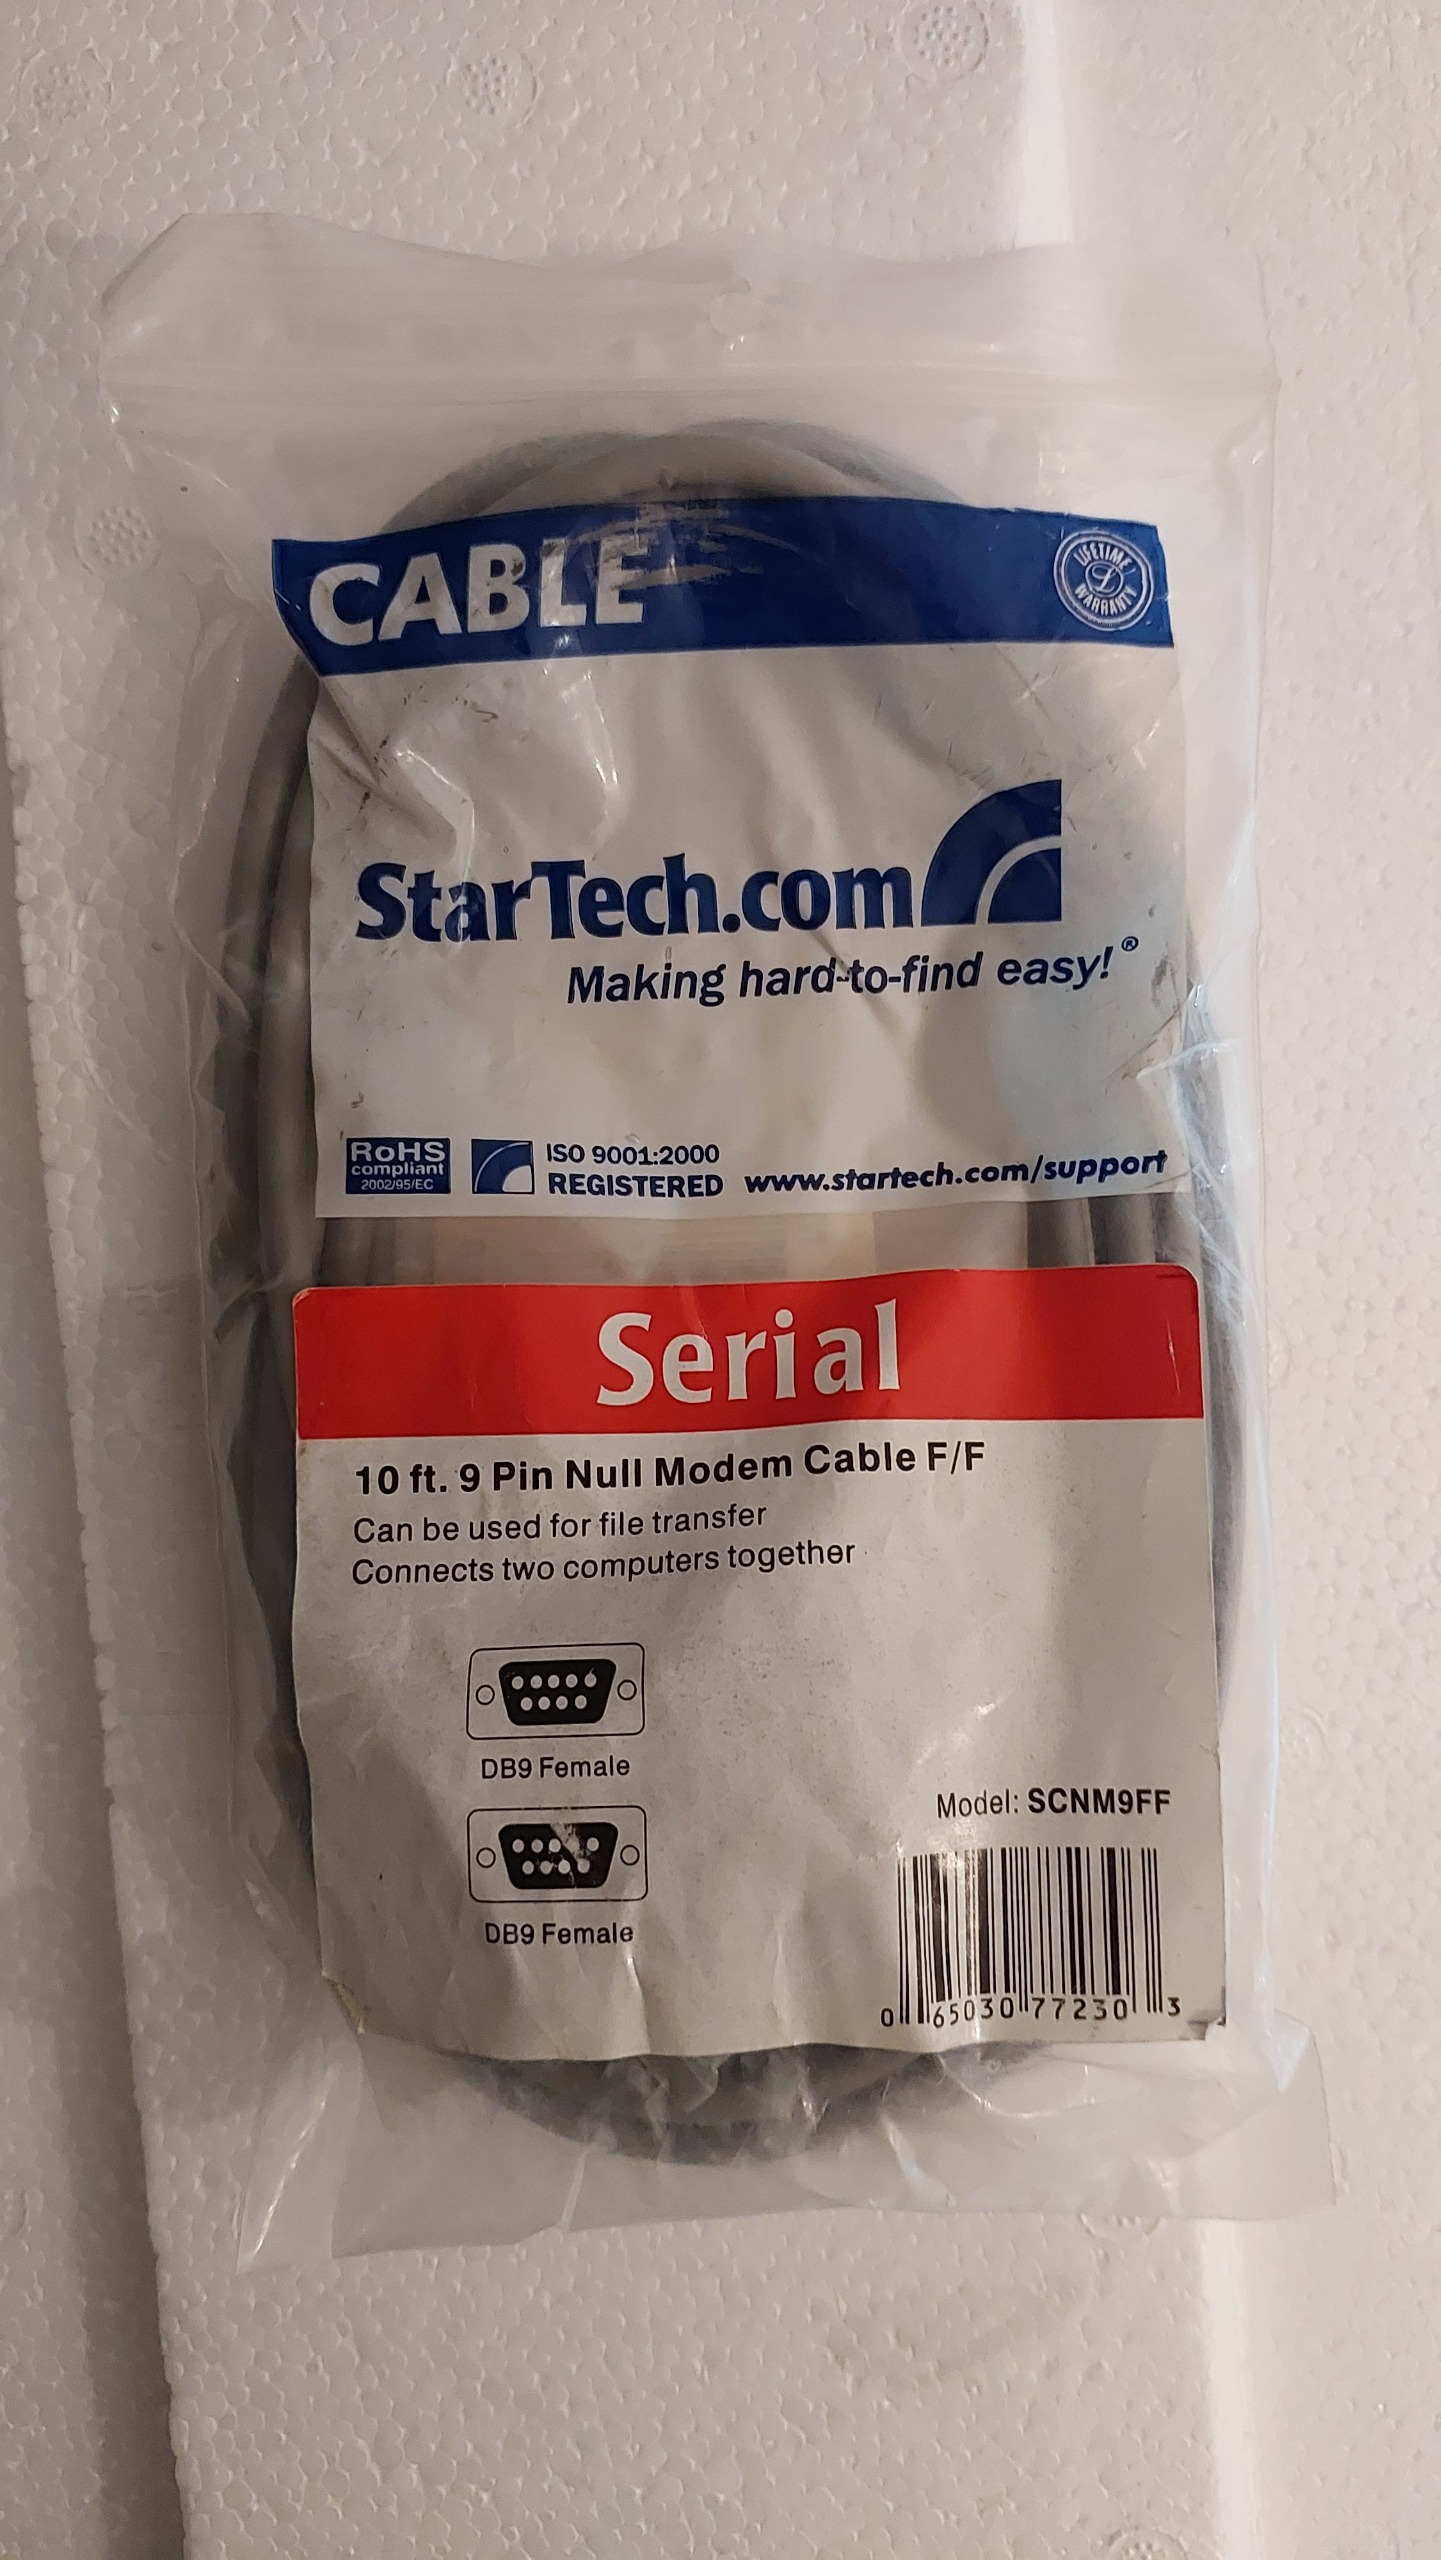 CABLE
LIFETIME
L
WARRANTY
StarTech.com
Making hard-to-find easy!®
RoHS
compliant
2002/95/EC
ISO 9001:2000
REGISTERED
www.startech.com/support
Serial
10 ft. 9 Pin Null Modem Cable F/F
Can be used for file transfer
Connects two computers together
DB9 Female
DB9 Female
Model: SCNM9FF
0 65030 77230 3